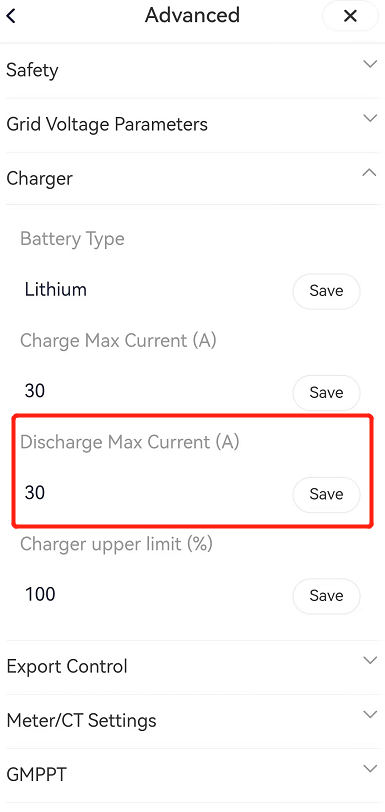 Advanced
Safety
Grid Voltage Parameters
Charger
Battery Type
Lithium Save
Charge Max Current (A)
30 Save
Discharge Max Current (A)
30 Save
Charger upper limit (%)
100 Save
Export Control
Meter/CT Settings
GMPPT